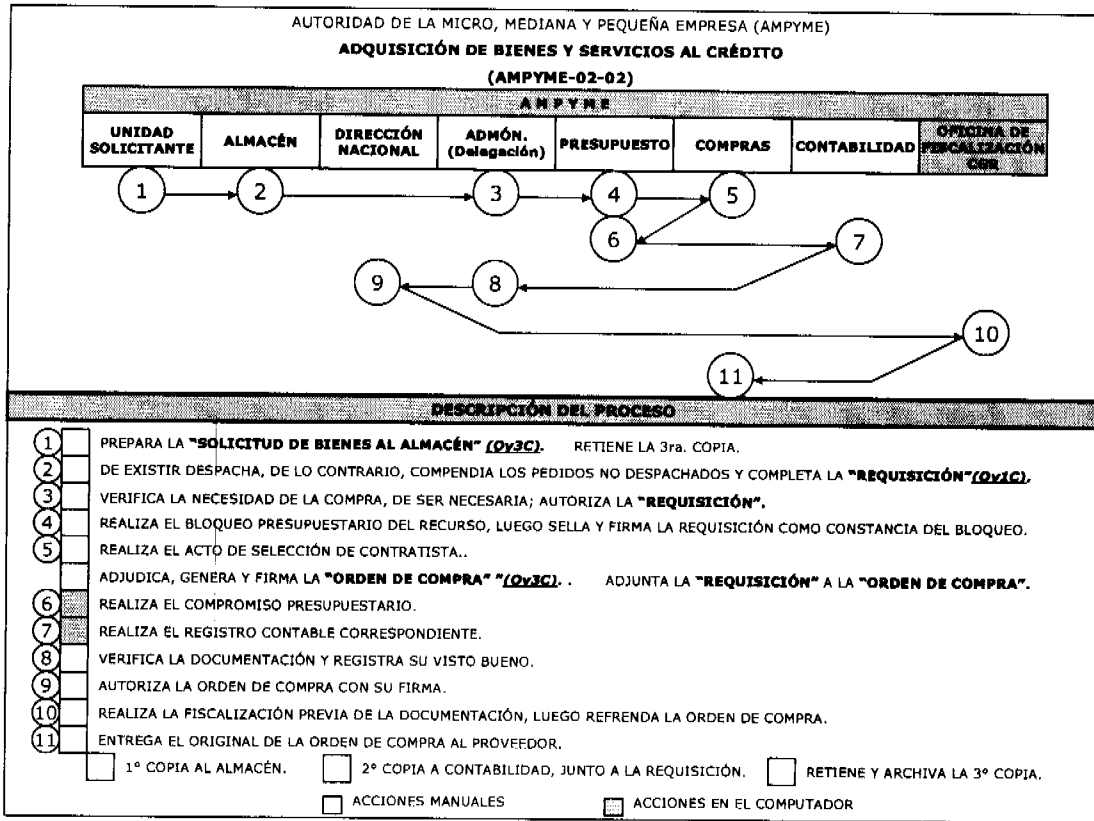 AUTORIDAD DE LA MICRO, MEDIANA Y PEQUEÑA EMPRESA (AMPYME)
ADQUISICIÓN DE BIENES Y SERVICIOS AL CRÉDITO
(AMPYME-02-02)
AMPYME
UNIDAD SOLICITANTE ALMACÉN DIRECCIÓN NACIONAL ADMÓN. (Delegación) PRESUPUESTO COMPRAS CONTABILIDAD OFICINA DE FISCALIZACIÓN CGR
1 2 3 4 5
6 7
9 8
10
11
DESCRIPCIÓN DEL PROCESO
1 PREPARA LA "SOLICITUD DE BIENES AL ALMACÉN" (Ov3C). RETIENE LA 3ra. COPIA.
2 DE EXISTIR DESPACHA, DE LO CONTRARIO, COMPENDIA LOS PEDIDOS NO DESPACHADOS Y COMPLETA LA "REQUISICIÓN"(Ov1C).
3 VERIFICA LA NECESIDAD DE LA COMPRA, DE SER NECESARIA; AUTORIZA LA "REQUISICIÓN".
4 REALIZA EL BLOQUEO PRESUPUESTARIO DEL RECURSO, LUEGO SELLA Y FIRMA LA REQUISICIÓN COMO CONSTANCIA DEL BLOQUEO.
5 REALIZA EL ACTO DE SELECCIÓN DE CONTRATISTA..
ADJUDICA, GENERA Y FIRMA LA "ORDEN DE COMPRA" "(Ov3C). . ADJUNTA LA "REQUISICIÓN" A LA "ORDEN DE COMPRA".
6 REALIZA EL COMPROMISO PRESUPUESTARIO.
7 REALIZA EL REGISTRO CONTABLE CORRESPONDIENTE.
8 VERIFICA LA DOCUMENTACIÓN Y REGISTRA SU VISTO BUENO.
9 AUTORIZA LA ORDEN DE COMPRA CON SU FIRMA.
10 REALIZA LA FISCALIZACIÓN PREVIA DE LA DOCUMENTACIÓN, LUEGO REFRENDA LA ORDEN DE COMPRA.
11 ENTREGA EL ORIGINAL DE LA ORDEN DE COMPRA AL PROVEEDOR.
1º COPIA AL ALMACÉN. 2º COPIA A CONTABILIDAD, JUNTO A LA REQUISICIÓN. RETIENE Y ARCHIVA LA 3º COPIA.
ACCIONES MANUALES ACCIONES EN EL COMPUTADOR